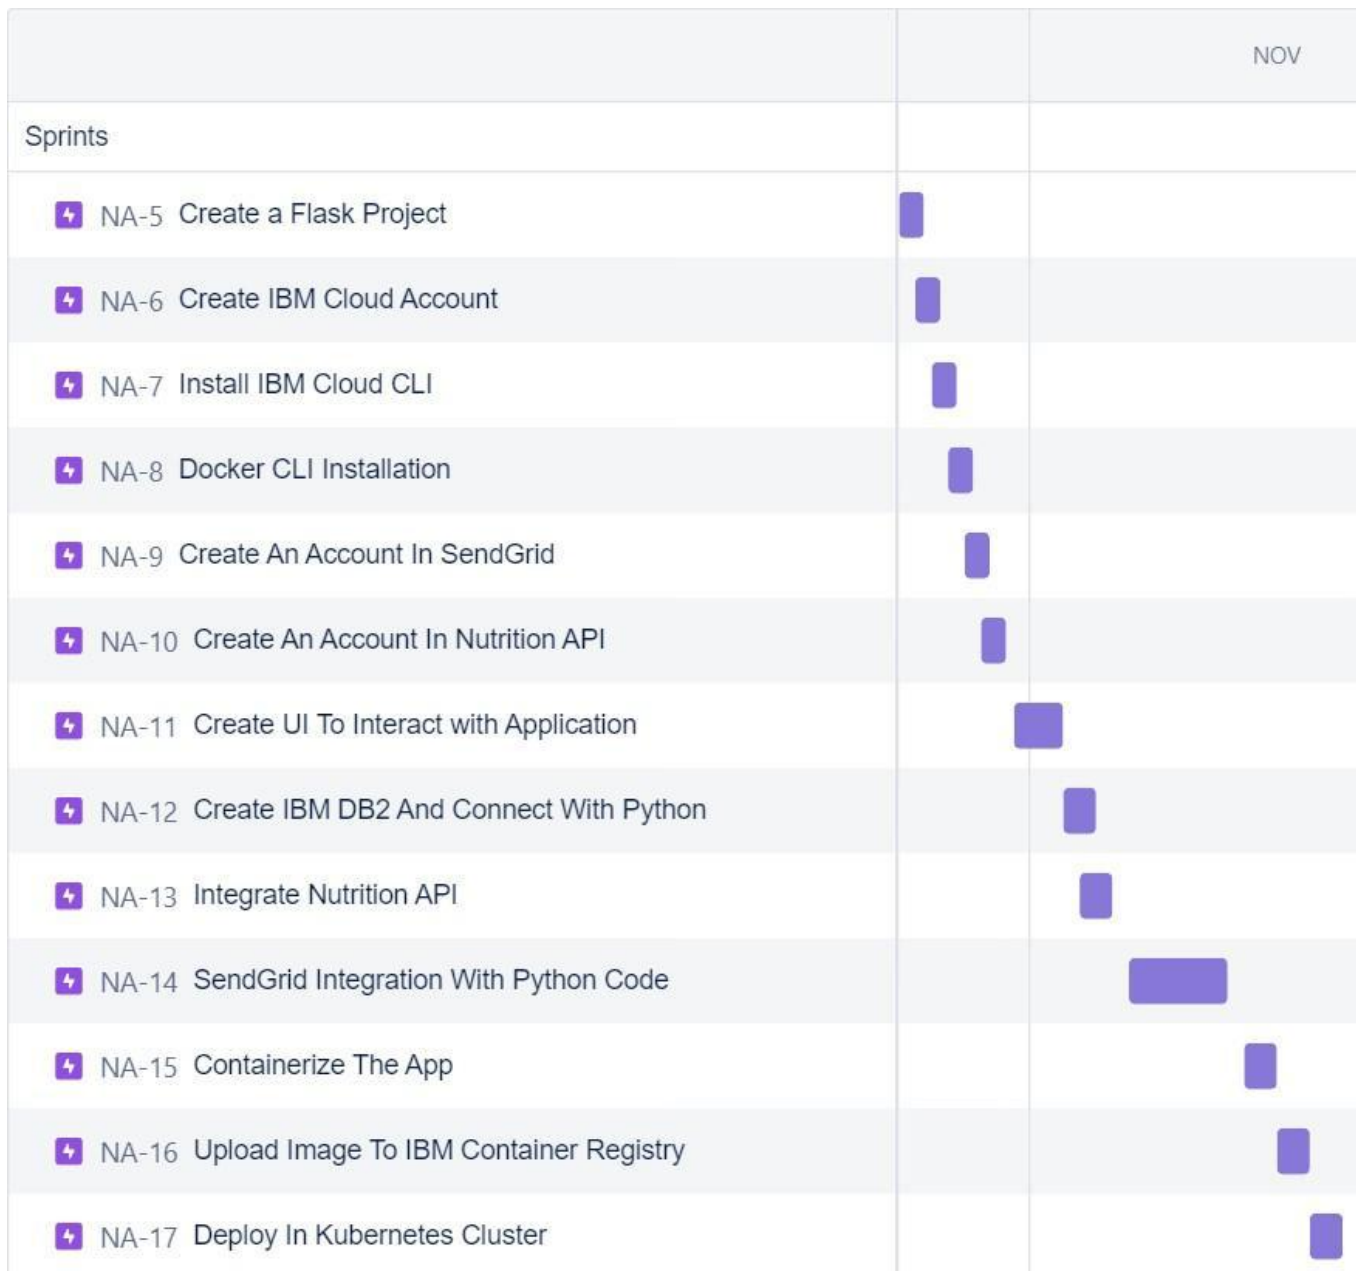 NOV
Sprints
NA-5 Create a Flask Project
NA-6 Create IBM Cloud Account
NA-7 Install IBM Cloud CLI
NA-8 Docker CLI Installation
NA-9 Create An Account In SendGrid
NA-10 Create An Account In Nutrition API
NA-11 Create UI To Interact with Application
NA-12 Create IBM DB2 And Connect With Python
NA-13 Integrate Nutrition API
NA-14 SendGrid Integration With Python Code
NA-15 Containerize The App
NA-16 Upload Image To IBM Container Registry
NA-17 Deploy In Kubernetes Cluster